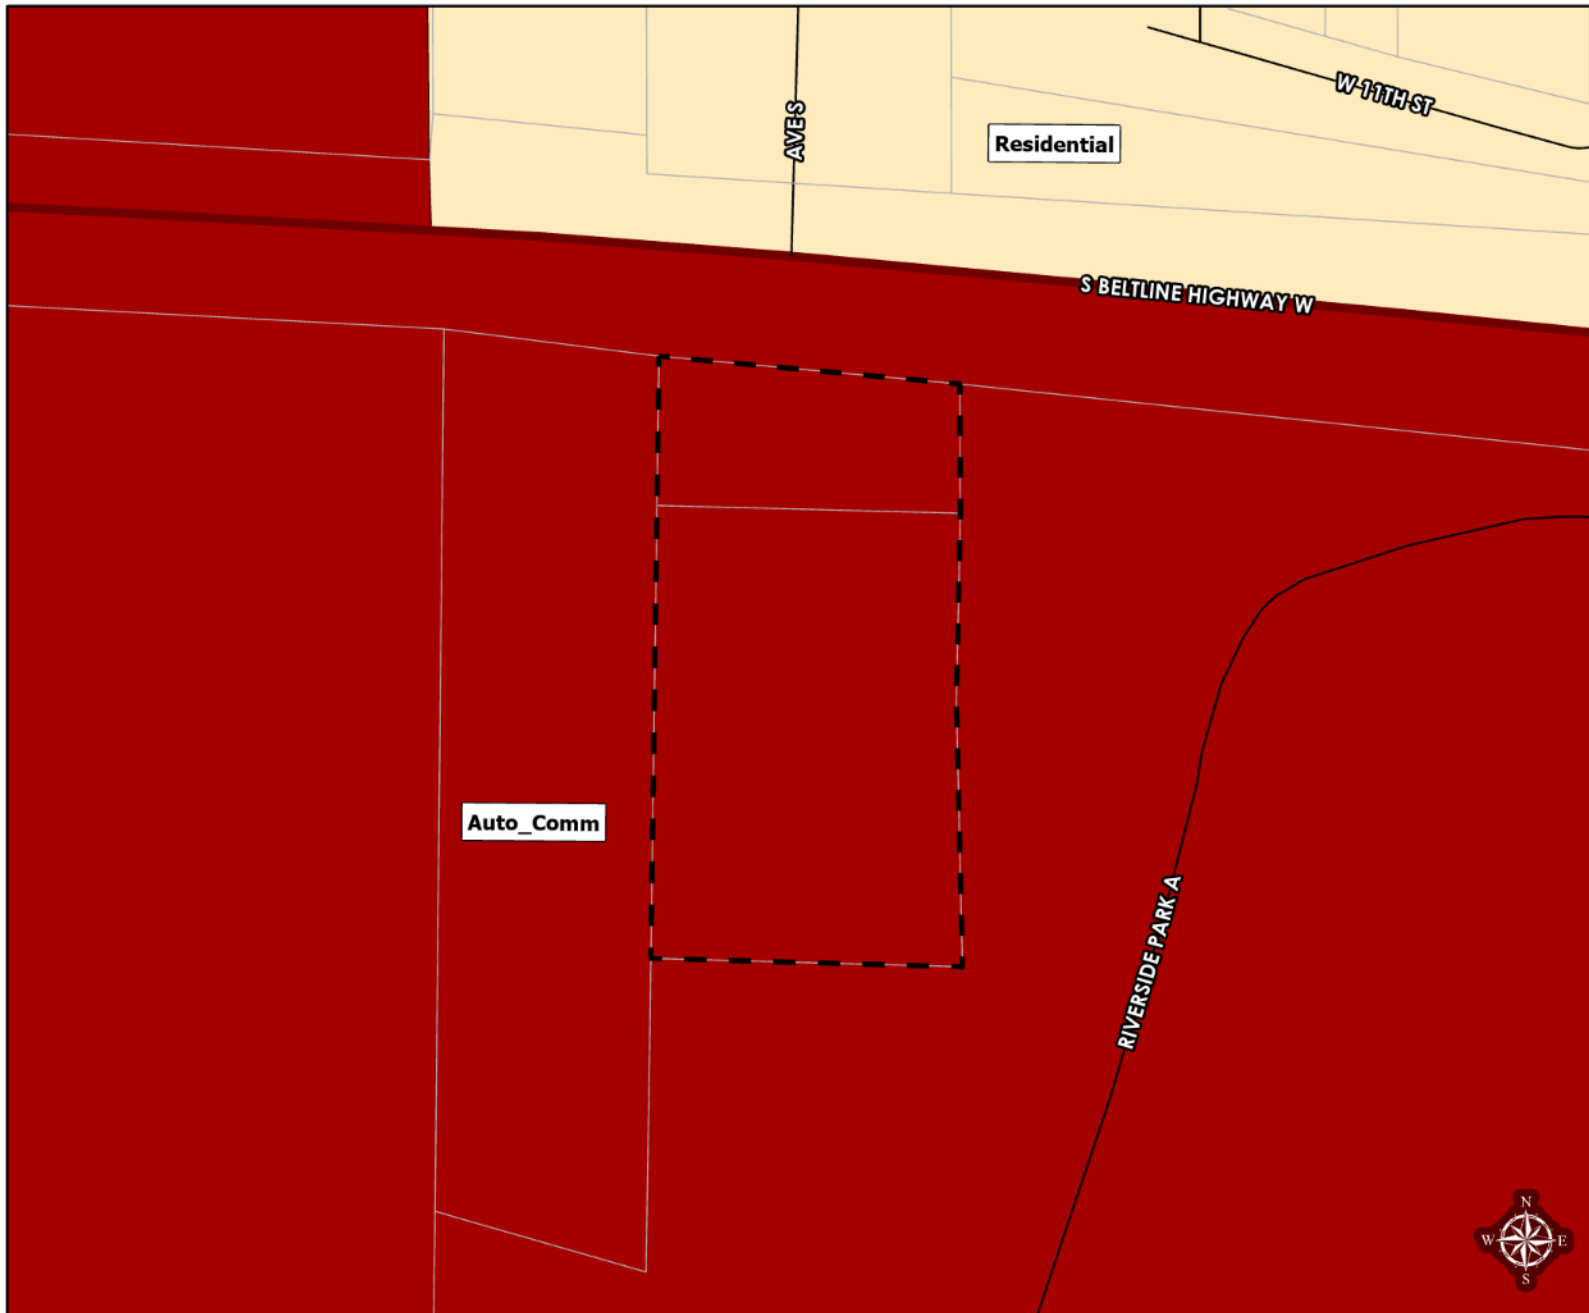 W 11TH ST
AVE S
Residential
S BELTLINE HIGHWAY W
Auto_Comm
RIVERSIDE PARK A
N
W E
S